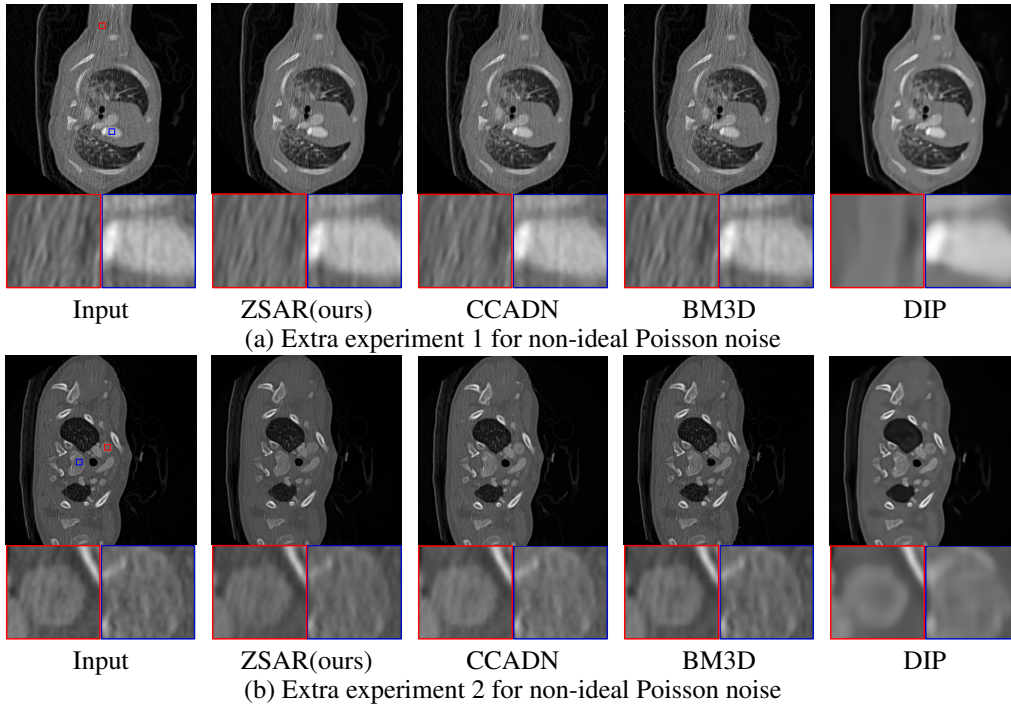 Input ZSAR(ours) CCADN BM3D DIP
(a) Extra experiment 1 for non-ideal Poisson noise
Input ZSAR(ours) CCADN BM3D DIP
(b) Extra experiment 2 for non-ideal Poisson noise